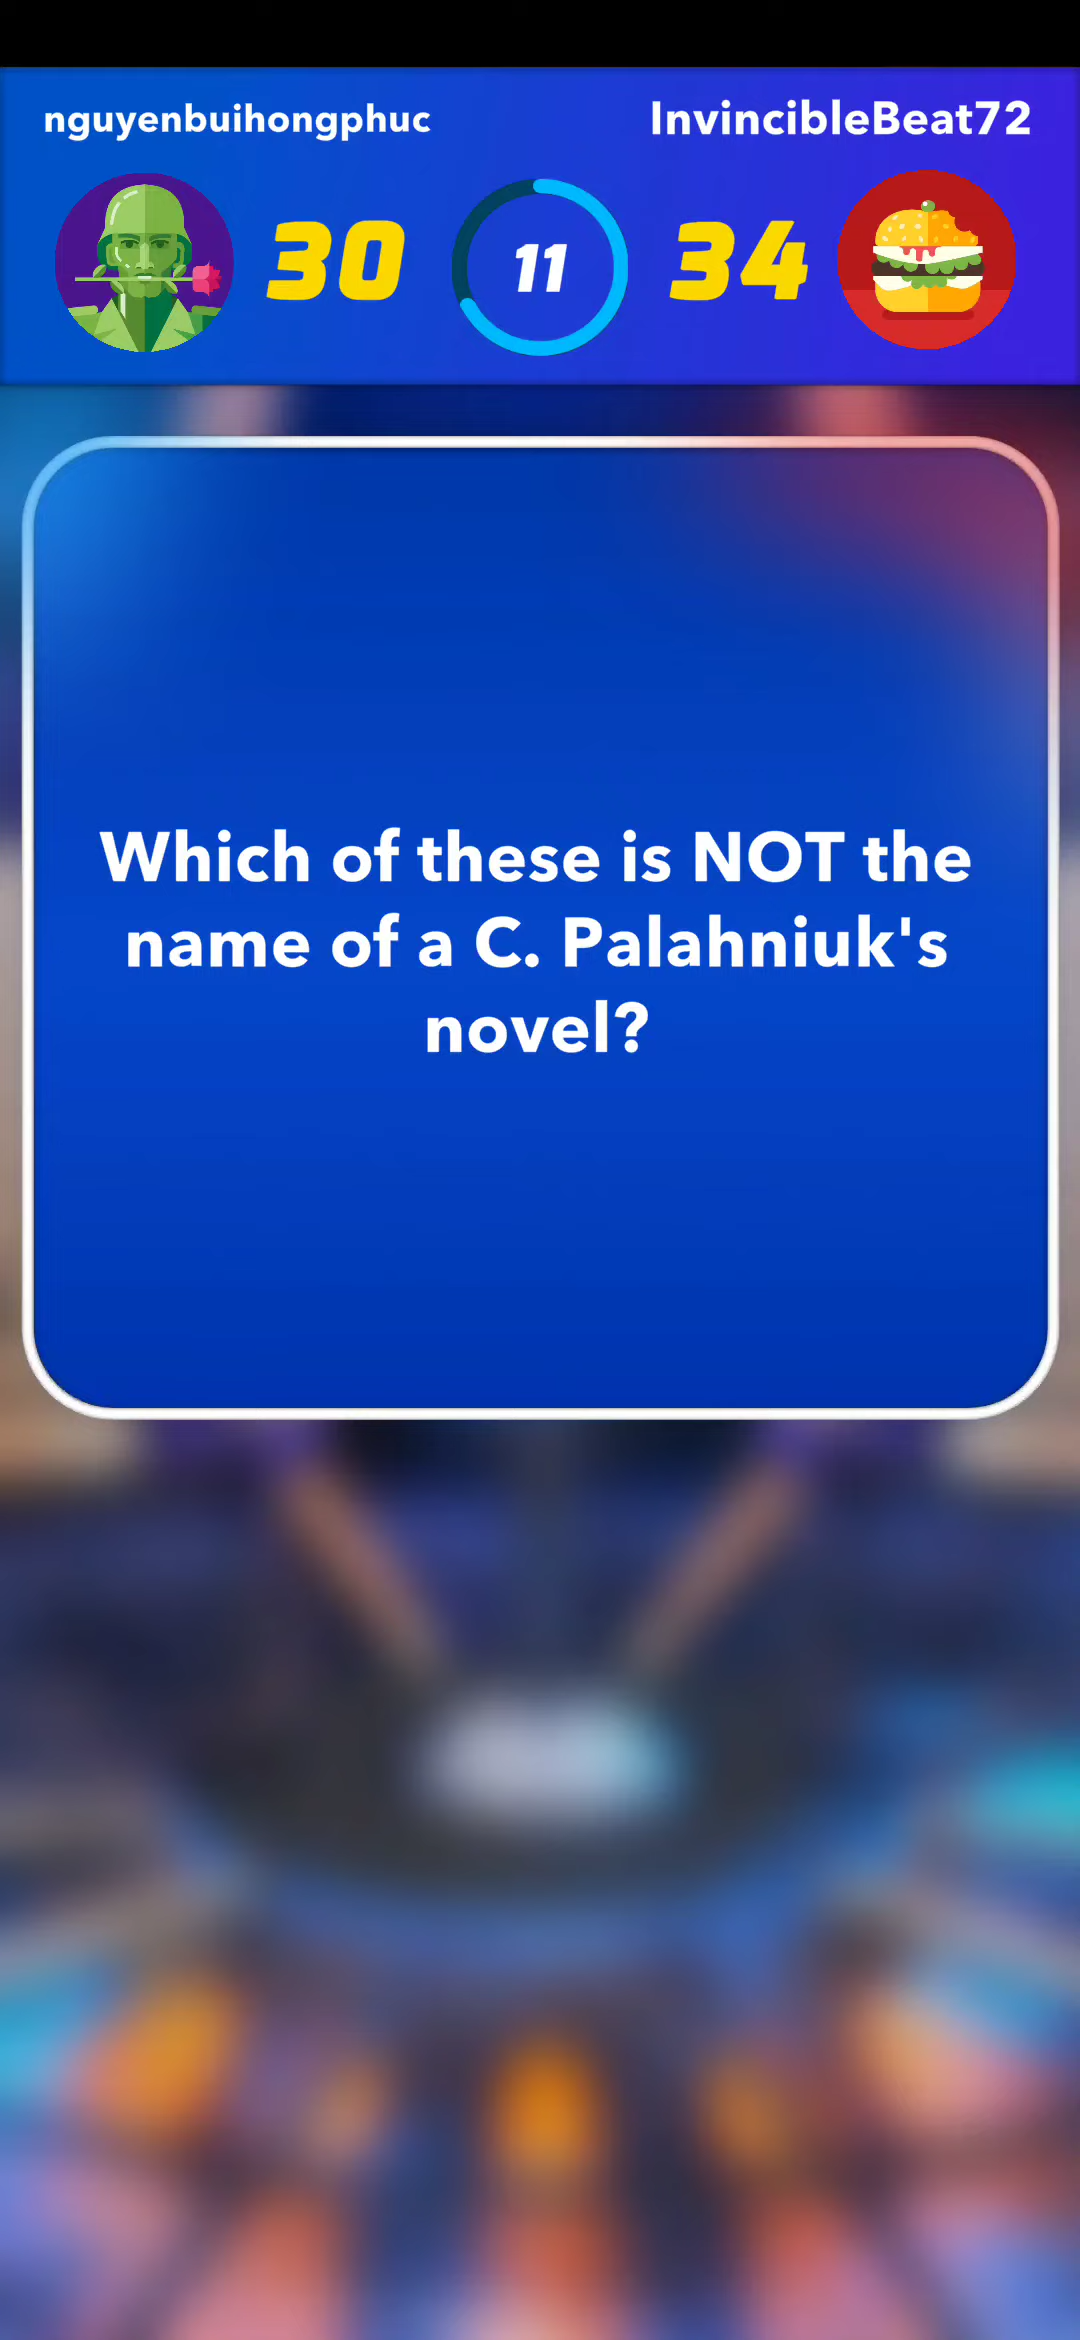 nguyenbuihongphuc
InvincibleBeat72
30
11
34
Which of these is NOT the
name of a C. Palahniuk's
novel?